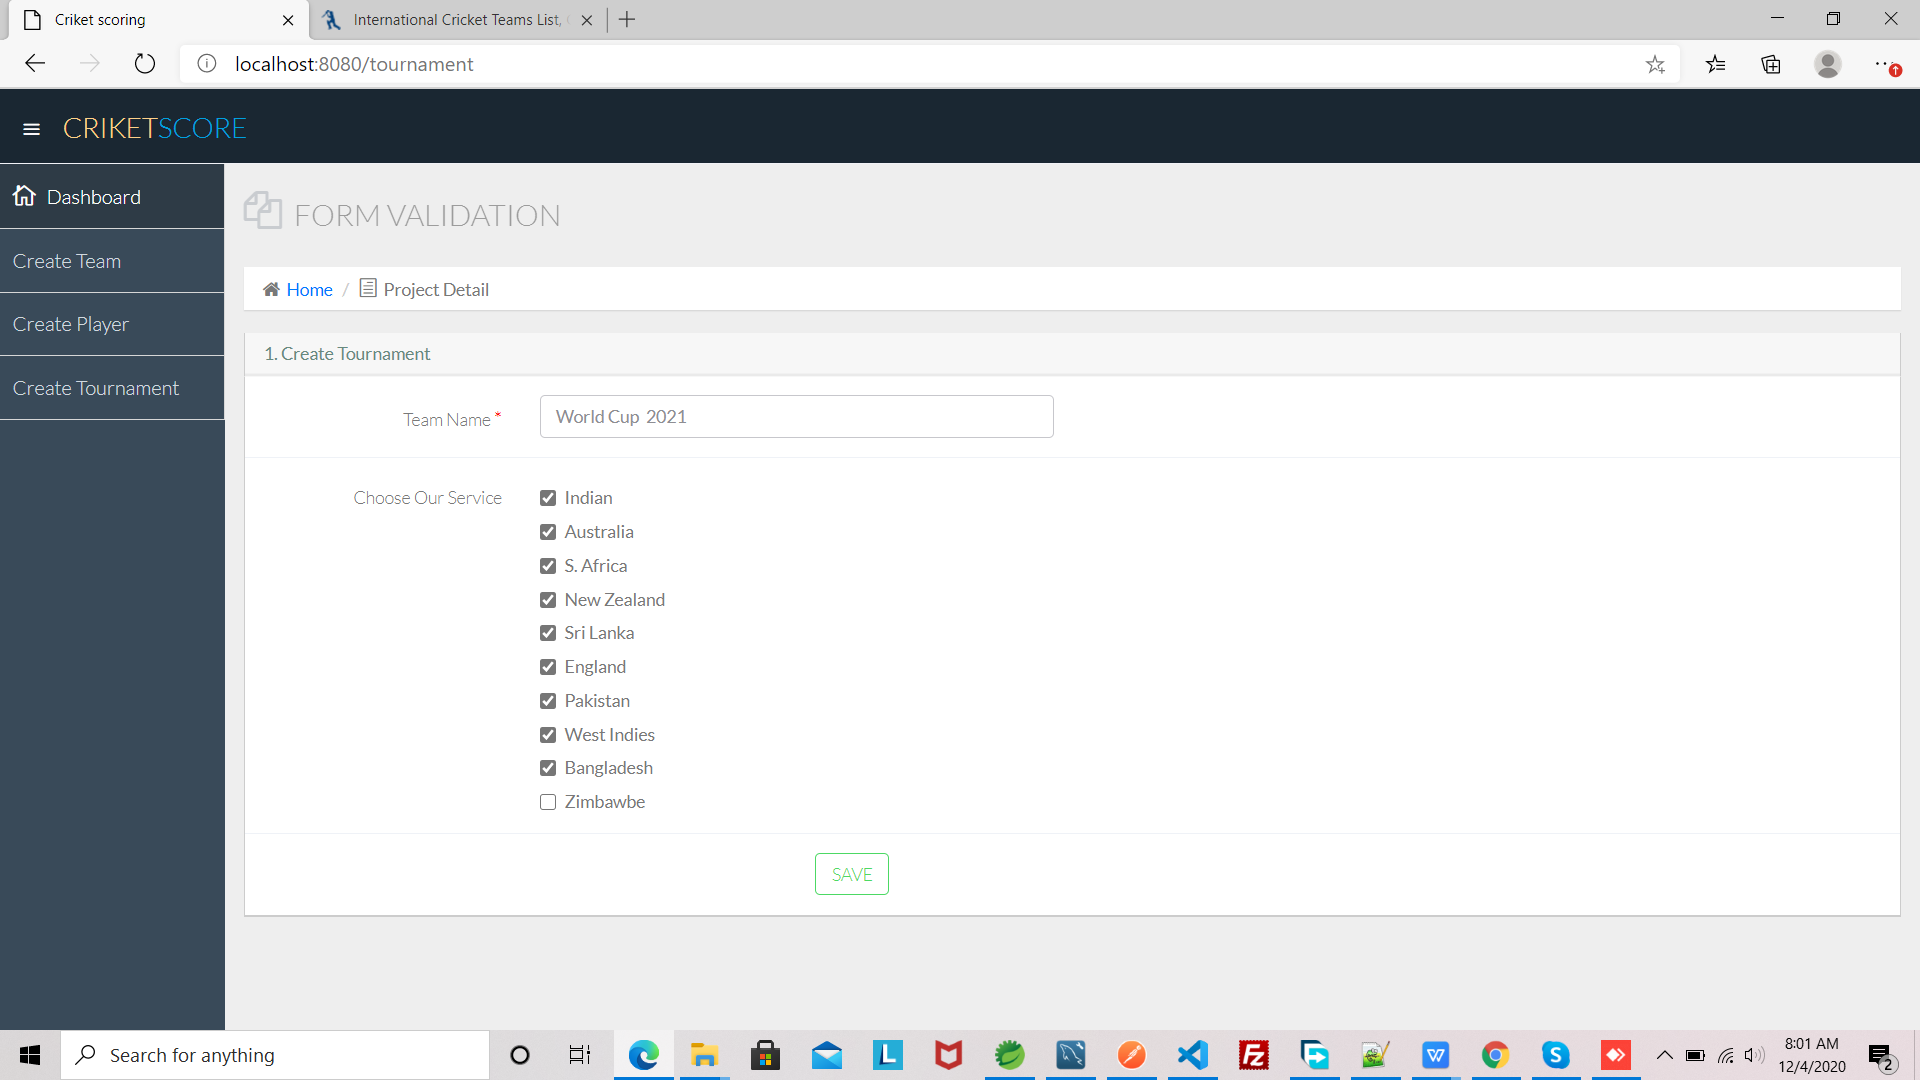 Criket scoring
International Cricket Teams List,
localhost:8080/tournament
CRIKETSCORE
Dashboard
Create Team
Create Player
Create Tournament
FORM VALIDATION
Home / Project Detail
1. Create Tournament
Team Name *
World Cup 2021
Choose Our Service
Indian
Australia
S. Africa
New Zealand
Sri Lanka
England
Pakistan
West Indies
Bangladesh
Zimbawbe
SAVE
Search for anything
8:01 AM
12/4/2020
2